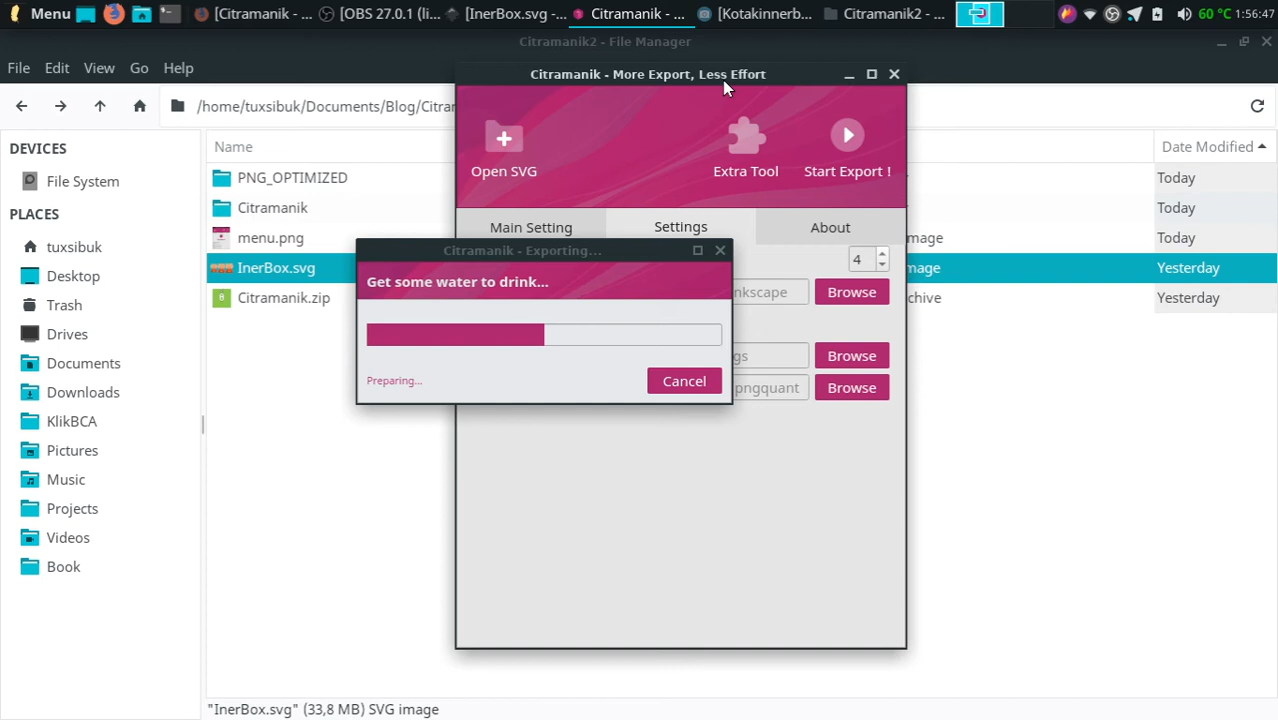 Menu
[Citramanik - ...
[OBS 27.0.1 (li...
[InerBox.svg -...
Citramanik - ...
[Kotakinnerb...
Citramanik2 - ...
60 °C
1:56:47
Citramanik2 - File Manager
File Edit View Go Help
/home/tuxsibuk/Documents/Blog/Citra
Citramanik - More Export, Less Effort
Open SVG
Extra Tool
Start Export !
Main Setting
Settings
About
4
nkscape
Browse
gs
Browse
pngquant
Browse
Citramanik - Exporting...
Get some water to drink...
Preparing...
Cancel
DEVICES
File System
PLACES
tuxsibuk
Desktop
Trash
Drives
Documents
Downloads
KlikBCA
Pictures
Music
Projects
Videos
Book
Name
Date Modified
PNG_OPTIMIZED
Today
Citramanik
Today
menu.png
mage
Today
InerBox.svg
mage
Yesterday
8
Citramanik.zip
chive
Yesterday
"InerBox.svg" (33,8 MB) SVG image